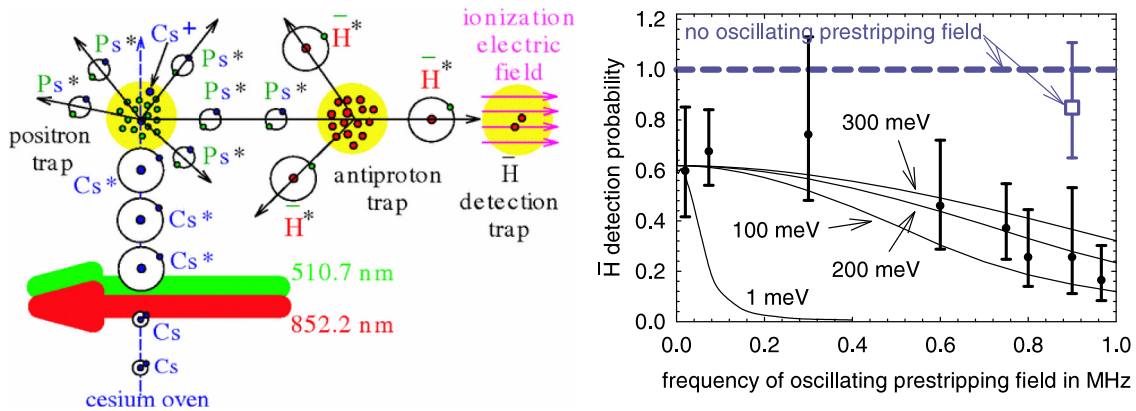 Cs+
Ps*
Ps*
Ps*
Ps*
Ps*
Ps*
positron
trap
H̅*
H̅*
H̅*
antiproton
trap
ionization
electric
field
H̅
detection
trap
Cs*
Cs*
Cs*
510.7 nm
852.2 nm
Cs
Cs
cesium oven
H̅ detection probability
1.2
1.0
0.8
0.6
0.4
0.2
0.0
no oscillating prestripping field
300 meV
100 meV
200 meV
1 meV
0.0
0.2
0.4
0.6
0.8
1.0
frequency of oscillating prestripping field in MHz